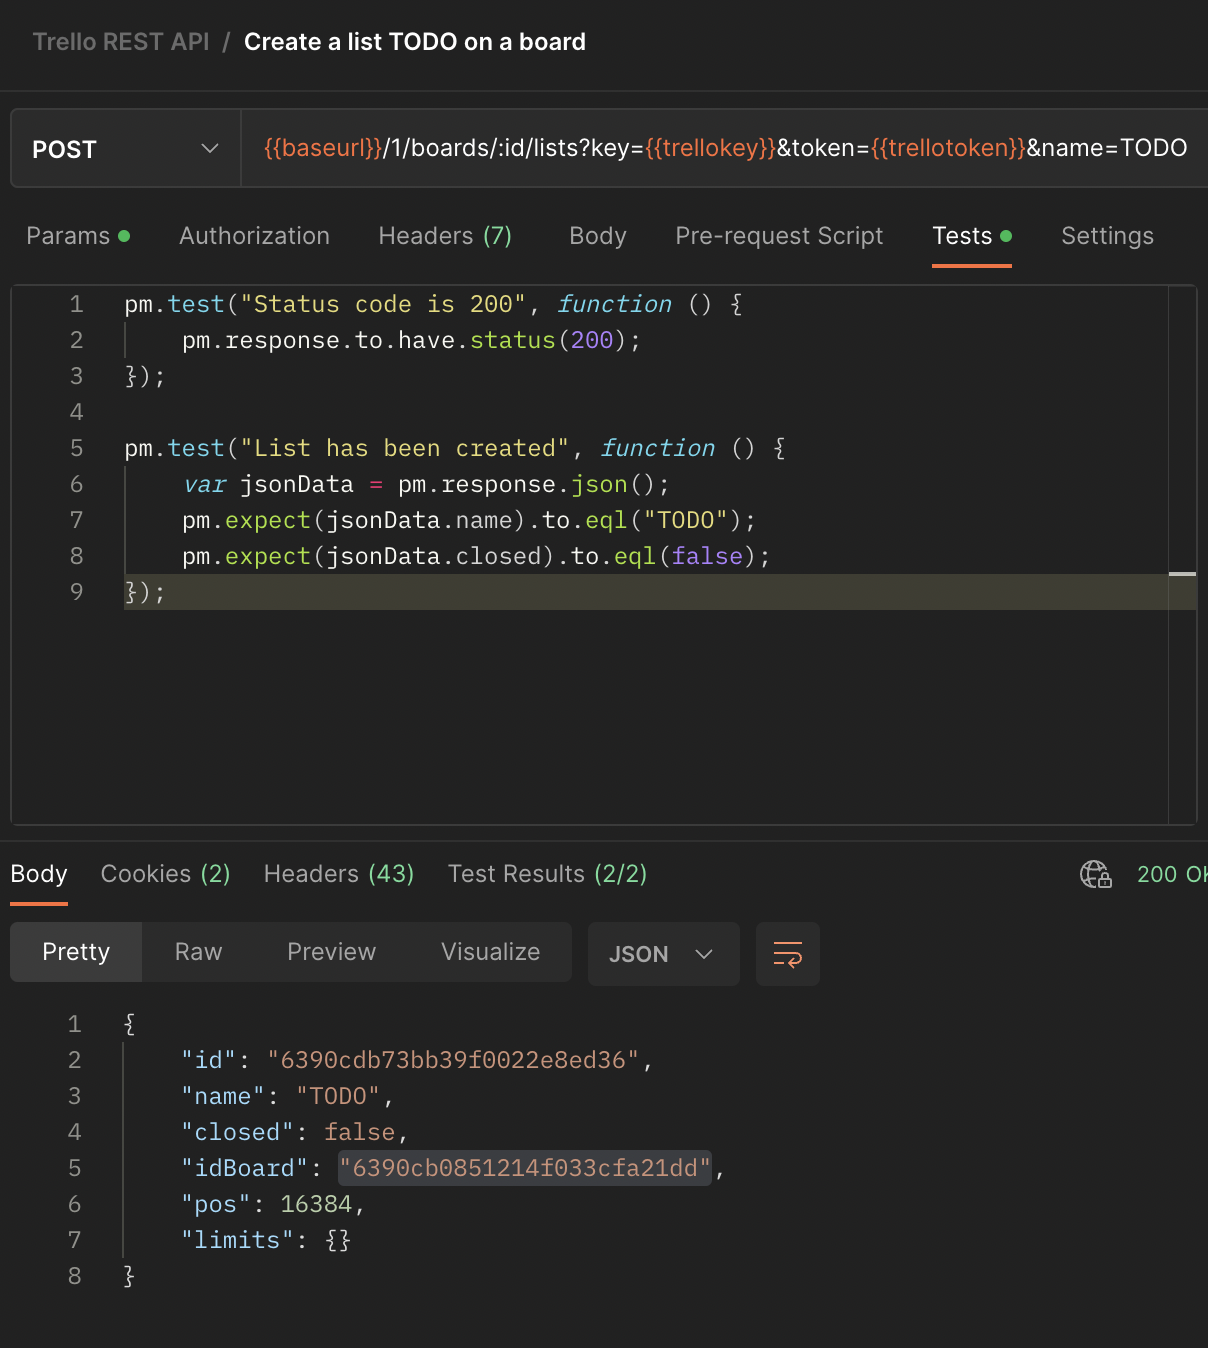 Trello REST API / Create a list TODO on a board
POST {{baseurl}}/1/boards/:id/lists?key={{trellokey}}&token={{trellotoken}}&name=TODO
Params Authorization Headers (7) Body Pre-request Script Tests Settings
1 pm.test("Status code is 200", function () {
2 pm.response.to.have.status(200);
3 });
4
5 pm.test("List has been created", function () {
6 var jsonData = pm.response.json();
7 pm.expect(jsonData.name).to.eql("TODO");
8 pm.expect(jsonData.closed).to.eql(false);
9 });
Body Cookies (2) Headers (43) Test Results (2/2) 200 OK
Pretty Raw Preview Visualize JSON
1 {
2 "id": "6390cdb73bb39f0022e8ed36",
3 "name": "TODO",
4 "closed": false,
5 "idBoard": "6390cb0851214f033cfa21dd",
6 "pos": 16384,
7 "limits": {}
8 }